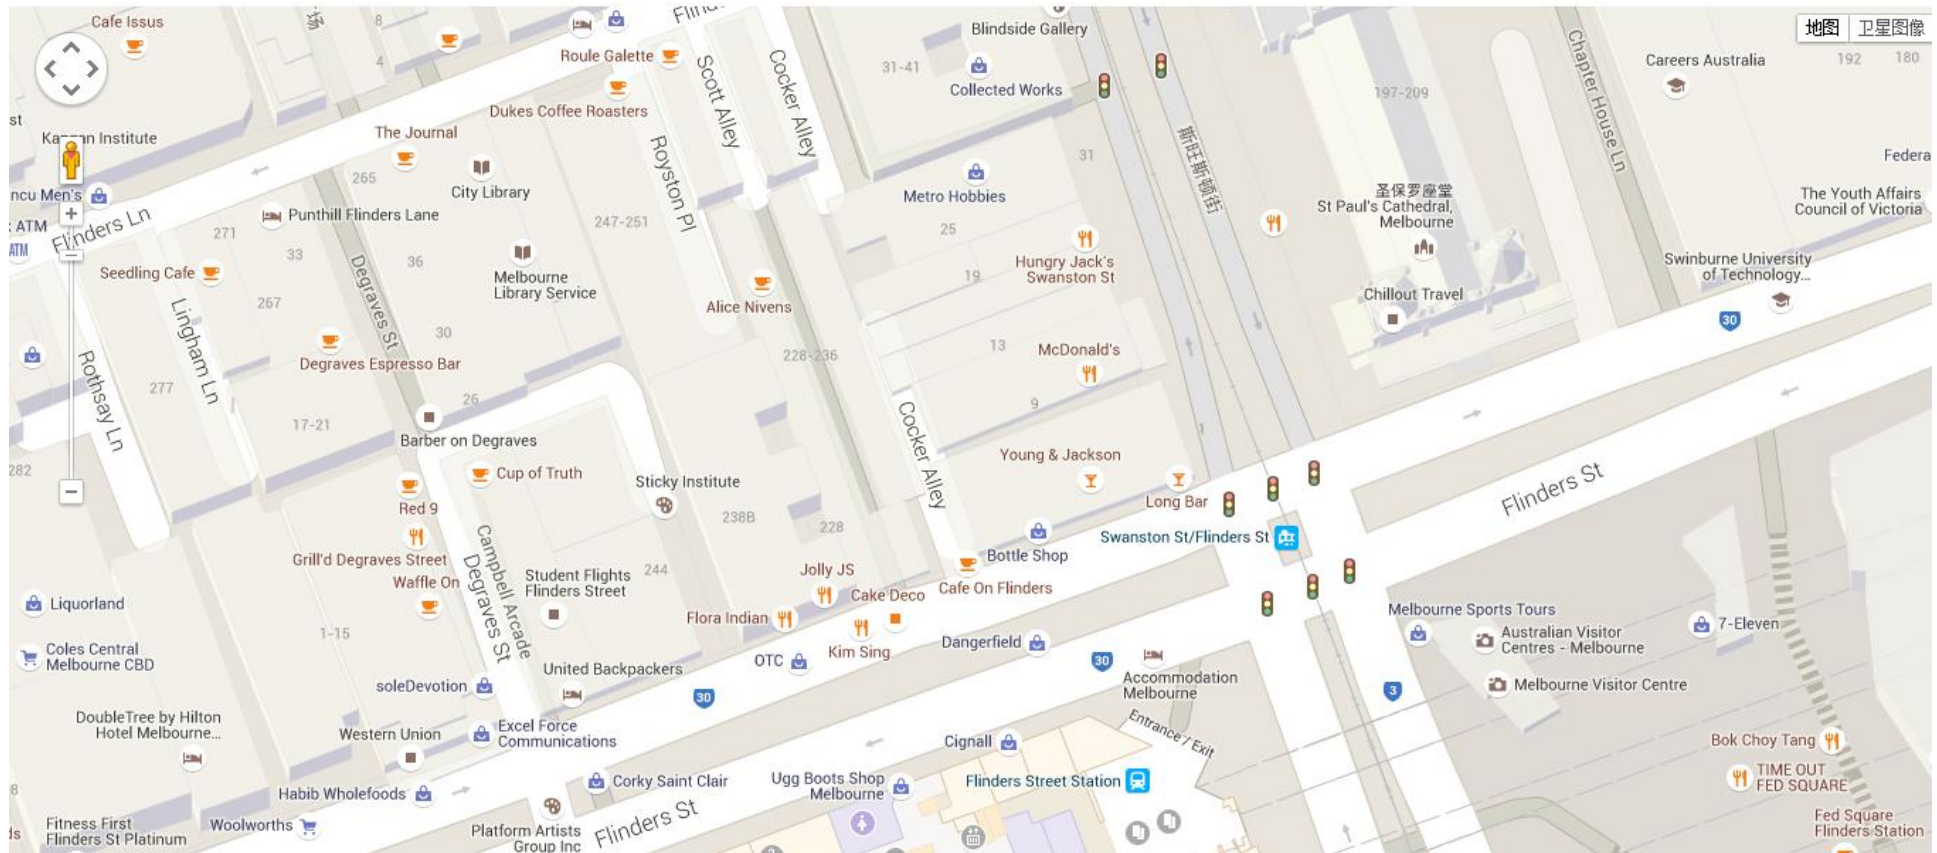 Cafe Issus
8
4
场
Flind
Roule Galette
Dukes Coffee Roasters
Scott Alley
Cocker Alley
31-41
Blindside Gallery
Collected Works
197-209
Chapter House Ln
Careers Australia
地图
卫星图像
192
180
st
Kangan Institute
The Journal
265
City Library
Royston Pl
31
斯旺斯顿街
Metro Hobbies
圣保罗座堂
St Paul's Cathedral,
Melbourne
Federa
The Youth Affairs
Council of Victoria
ncu Men's
: ATM
ATM
Flinders Ln
Punthill Flinders Lane
271
33
36
247-251
25
Seedling Cafe
267
Degraves St
Melbourne
Library Service
Alice Nivens
19
Hungry Jack's
Swanston St
Chillout Travel
Swinburne University
of Technology...
30
Lingham Ln
Rothsay Ln
Degraves Espresso Bar
30
228-236
13
McDonald's
277
17-21
26
9
1
Barber on Degraves
Cocker Alley
Young & Jackson
282
Cup of Truth
Sticky Institute
Long Bar
Flinders St
Red 9
238B
228
Swanston St/Flinders St
Grill'd Degraves Street
Bottle Shop
Waffle On
Campbell Arcade
Degraves St
Student Flights
Flinders Street
244
Jolly JS
Cake Deco
Cafe On Flinders
Liquorland
1-15
Flora Indian
Kim Sing
Dangerfield
Melbourne Sports Tours
Australian Visitor
Centres - Melbourne
7-Eleven
Coles Central
Melbourne CBD
United Backpackers
OTC
30
Accommodation
Melbourne
Melbourne Visitor Centre
soleDevotion
30
3
DoubleTree by Hilton
Hotel Melbourne...
Western Union
Excel Force
Communications
Cignall
Entrance / Exit
Bok Choy Tang
Habib Wholefoods
Corky Saint Clair
Ugg Boots Shop
Melbourne
Flinders Street Station
TIME OUT
FED SQUARE
8
ds
Fitness First
Flinders St Platinum
Woolworths
Platform Artists
Group Inc
Flinders St
Fed Square
Flinders Station